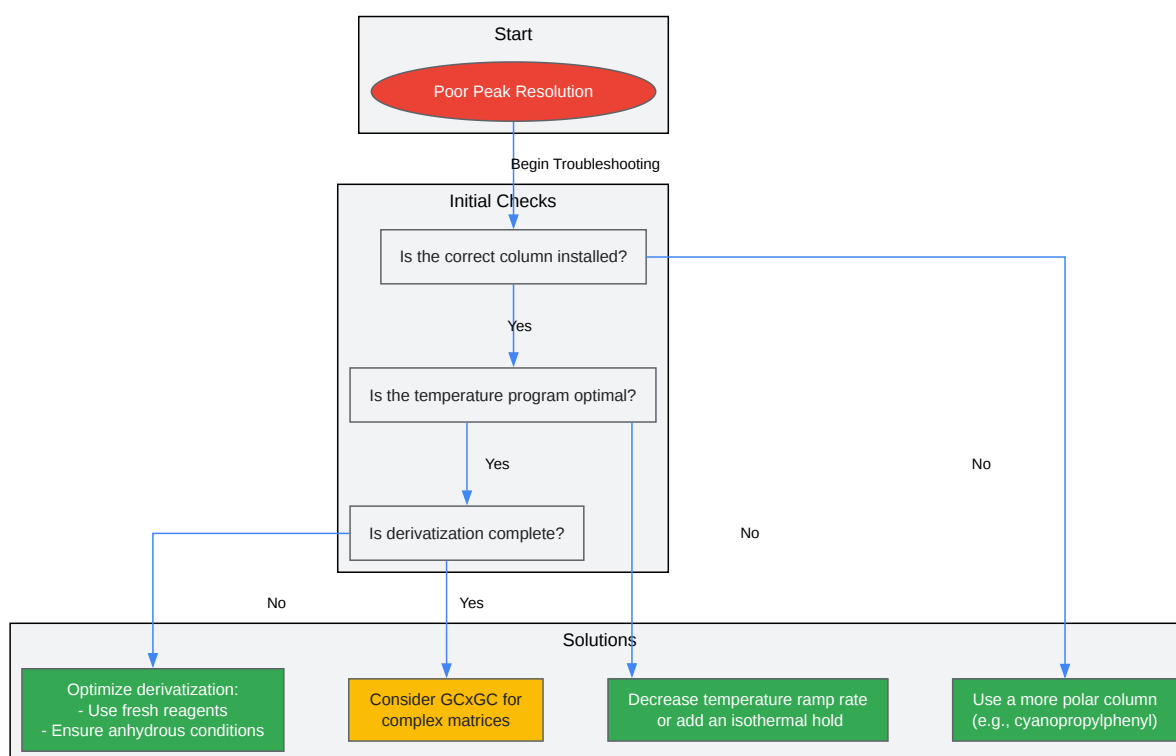 Start
Poor Peak Resolution
Begin Troubleshooting
Initial Checks
Is the correct column installed?
Yes
Is the temperature program optimal?
Yes
No
Is derivatization complete?
No
No
Yes
Solutions
Optimize derivatization:
- Use fresh reagents
- Ensure anhydrous conditions
Consider GCxGC for
complex matrices
Decrease temperature ramp rate
or add an isothermal hold
Use a more polar column
(e.g., cyanopropylphenyl)